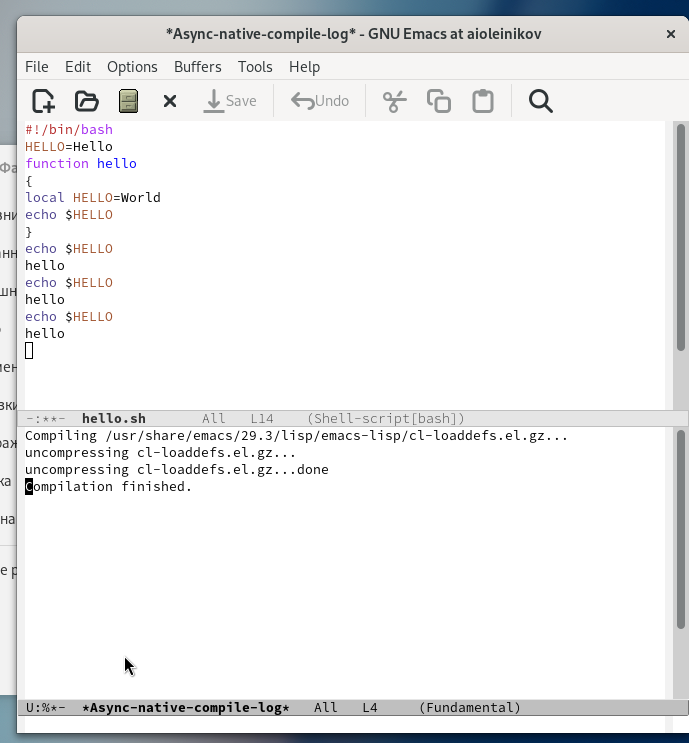 *Async-native-compile-log* - GNU Emacs at aioleinikov
File Edit Options Buffers Tools Help
Save Undo
#!/bin/bash
HELLO=Hello
function hello
{
local HELLO=World
echo $HELLO
}
echo $HELLO
hello
echo $HELLO
hello
echo $HELLO
hello
-:**- hello.sh All L14 (Shell-script[bash])
Compiling /usr/share/emacs/29.3/lisp/emacs-lisp/cl-loaddefs.el.gz...
uncompressing cl-loaddefs.el.gz...
uncompressing cl-loaddefs.el.gz...done
Compilation finished.
U:%*- *Async-native-compile-log* All L4 (Fundamental)